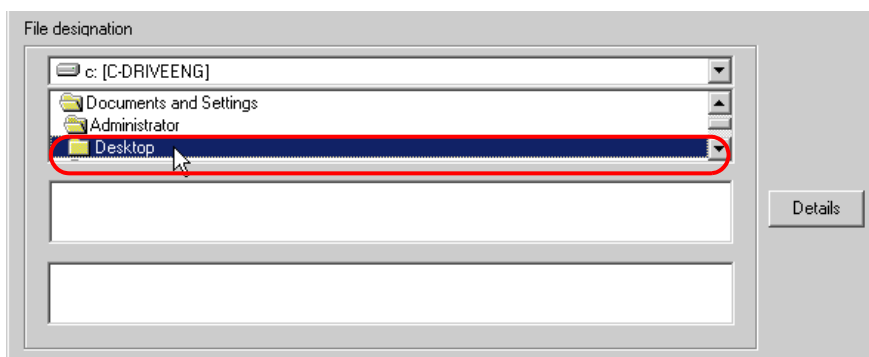 File designation
c: [C-DRIVEENG]
Documents and Settings
Administrator
Desktop
Details